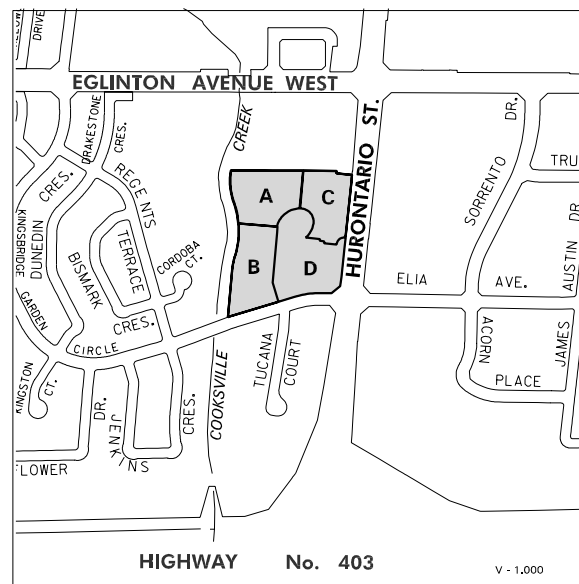 DRIVE
EGLINTON AVENUE WEST
DRAKESTONE
CRES.
CREEK
HURONTARIO ST.
DR.
SORRENTO
TRU
CRES.
REGENTS
A
C
B
D
KINGSBRIDGE
DUNEDIN
BISMARK
TERRACE
CORDOBA
CT.
ELIA AVE.
AUSTIN DR.
GARDEN
CRES.
CIRCLE
KINGSTON
CT.
DR.
JENKINS
CRES.
COOKSVILLE
TUCANA
COURT
ACORN
PLACE
JAMES
LOWER
HIGHWAY No. 403
V - 1.000